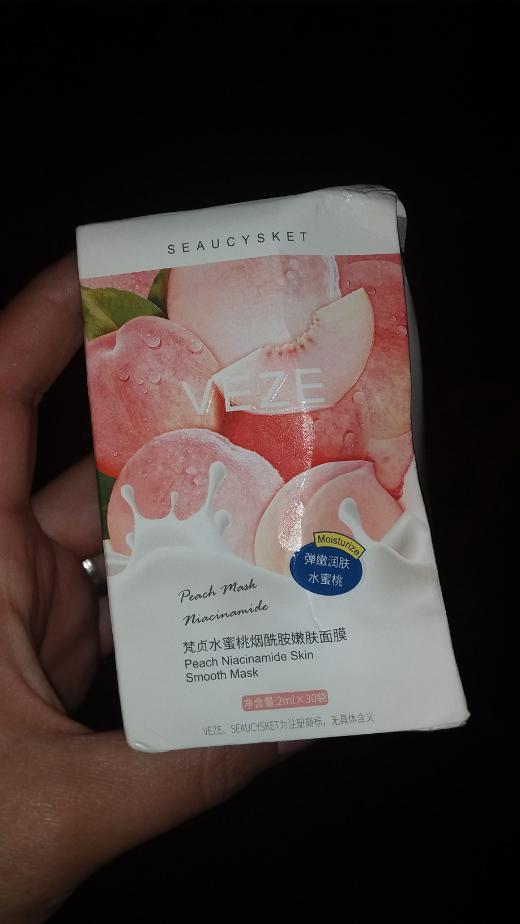 SEAUCYSKET
VEZE
Moisturize
弹嫩润肤
水蜜桃
Peach Mask
Niacinamide
梵贞水蜜桃烟酰胺嫩肤面膜
Peach Niacinamide Skin
Smooth Mask
净含量:2ml×30袋
VEZE、SEAUCYSKET为注册商标，无具体含义